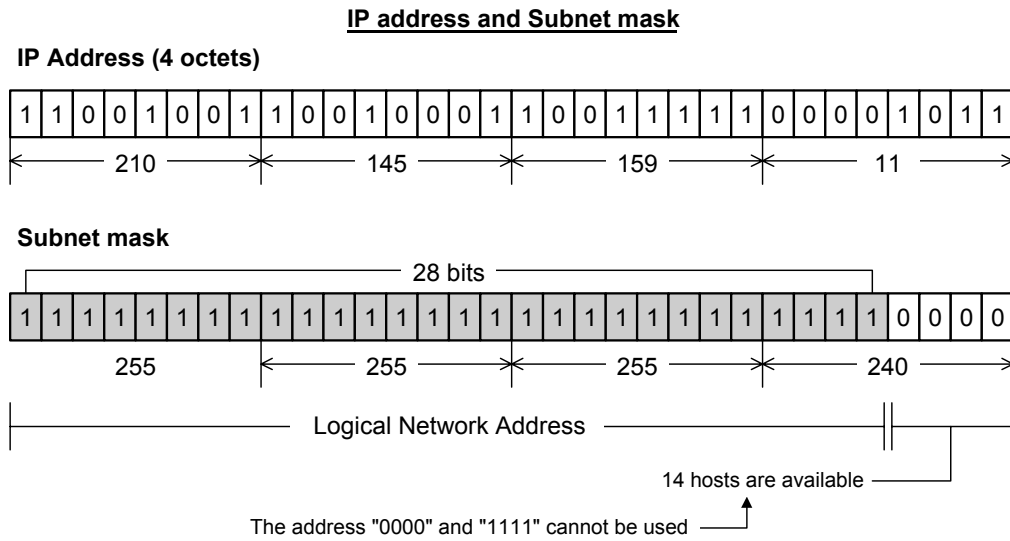 IP address and Subnet mask
IP Address (4 octets)
1 1 0 0 1 0 0 1 1 0 0 1 0 0 0 1 1 0 0 1 1 1 1 1 0 0 0 0 1 0 1 1
210 145 159 11
Subnet mask
28 bits
1 1 1 1 1 1 1 1 1 1 1 1 1 1 1 1 1 1 1 1 1 1 1 1 1 1 1 1 0 0 0 0
255 255 255 240
Logical Network Address
14 hosts are available
The address "0000" and "1111" cannot be used